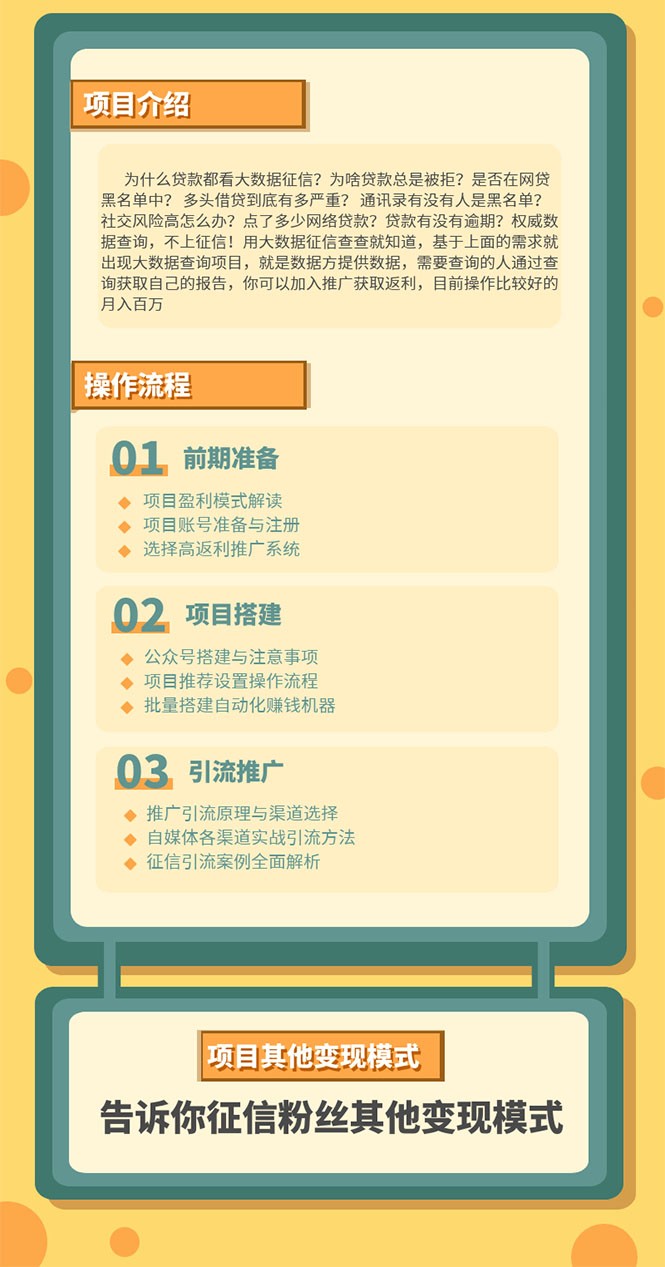 项目介绍
为什么贷款都看大数据征信？为啥贷款总是被拒？是否在网贷
黑名单中？ 多头借贷到底有多严重？ 通讯录有没有人是黑名单？
社交风险高怎么办？点了多少网络贷款？贷款有没有逾期？权威数
据查询，不上征信！用大数据征信查查就知道，基于上面的需求就
出现大数据查询项目，就是数据方提供数据，需要查询的人通过查
询获取自己的报告，你可以加入推广获取返利，目前操作比较好的
月入百万
操作流程
01 前期准备
项目盈利模式解读
项目账号准备与注册
选择高返利推广系统
02 项目搭建
公众号搭建与注意事项
项目推荐设置操作流程
批量搭建自动化赚钱机器
03 引流推广
推广引流原理与渠道选择
自媒体各渠道实战引流方法
征信引流案例全面解析
项目其他变现模式
告诉你征信粉丝其他变现模式